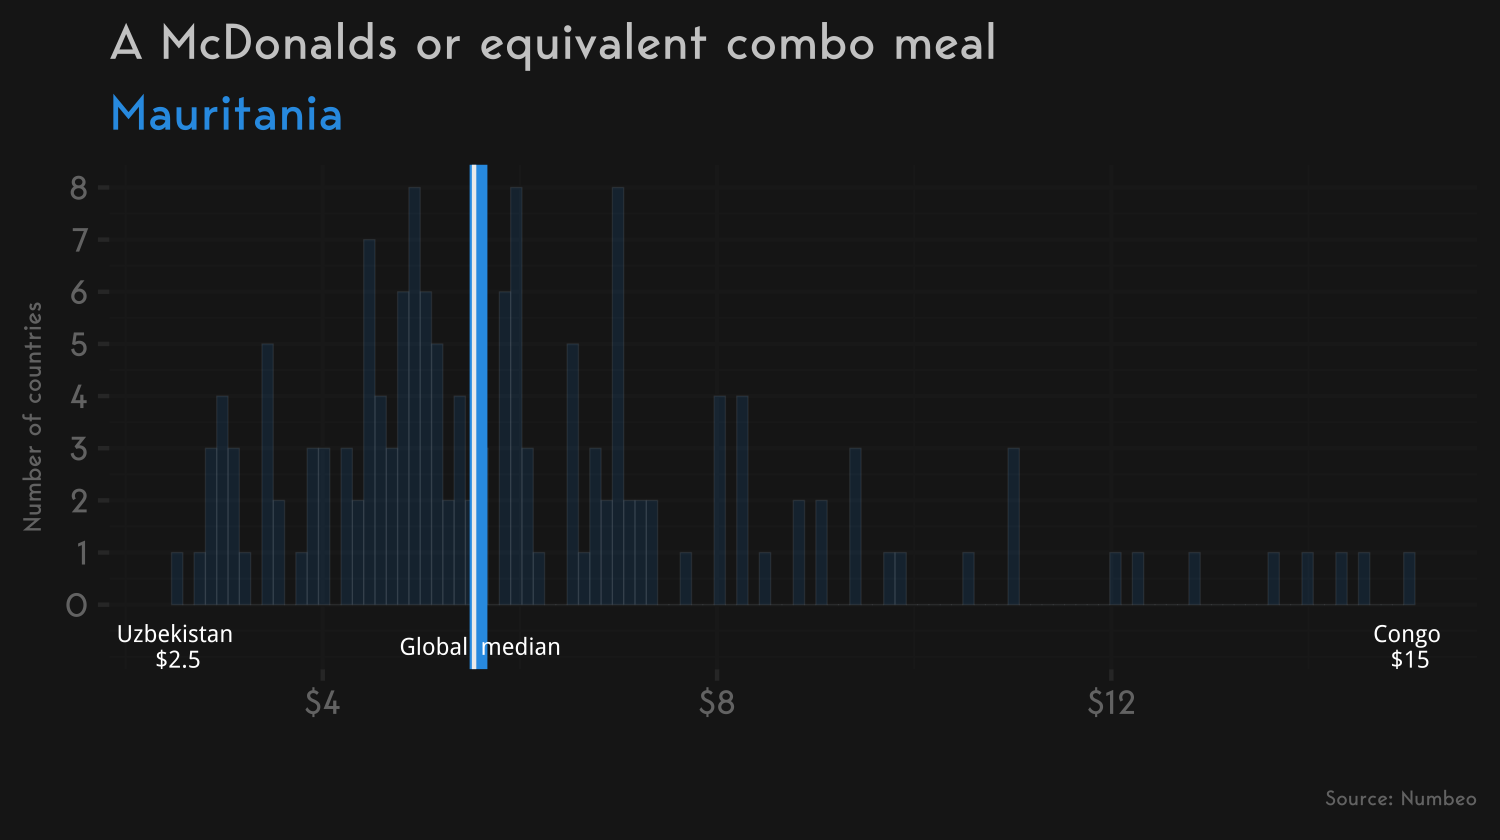 A McDonalds or equivalent combo meal
Mauritania
Number of countries
8
7
6
5
4
3
2
1
0
Uzbekistan
$2.5
Global median
Congo
$15
$4
$8
$12
Source: Numbeo